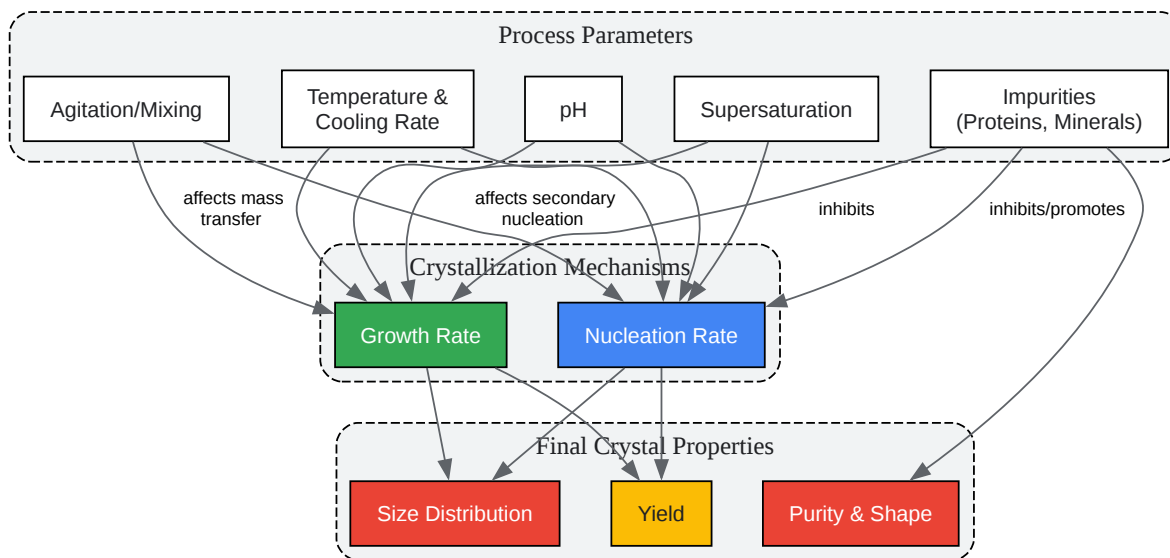 Process Parameters
Agitation/Mixing
Temperature &
Cooling Rate
pH
Supersaturation
Impurities
(Proteins, Minerals)
affects mass
transfer
affects secondary
nucleation
inhibits
inhibits/promotes
Crystallization Mechanisms
Growth Rate
Nucleation Rate
Final Crystal Properties
Size Distribution
Yield
Purity & Shape